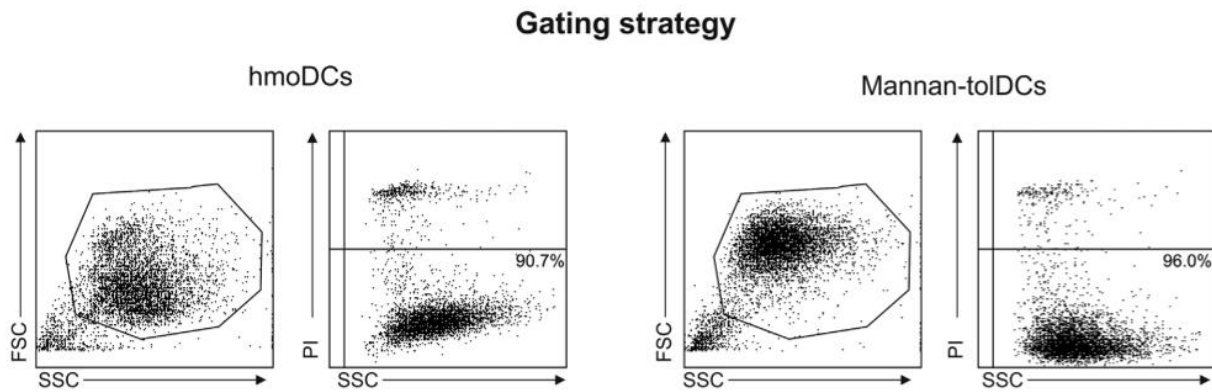 Gating strategy
hmoDCs
Mannan-tolDCs
FSC
SSC
PI
90.7%
SSC
FSC
SSC
PI
96.0%
SSC